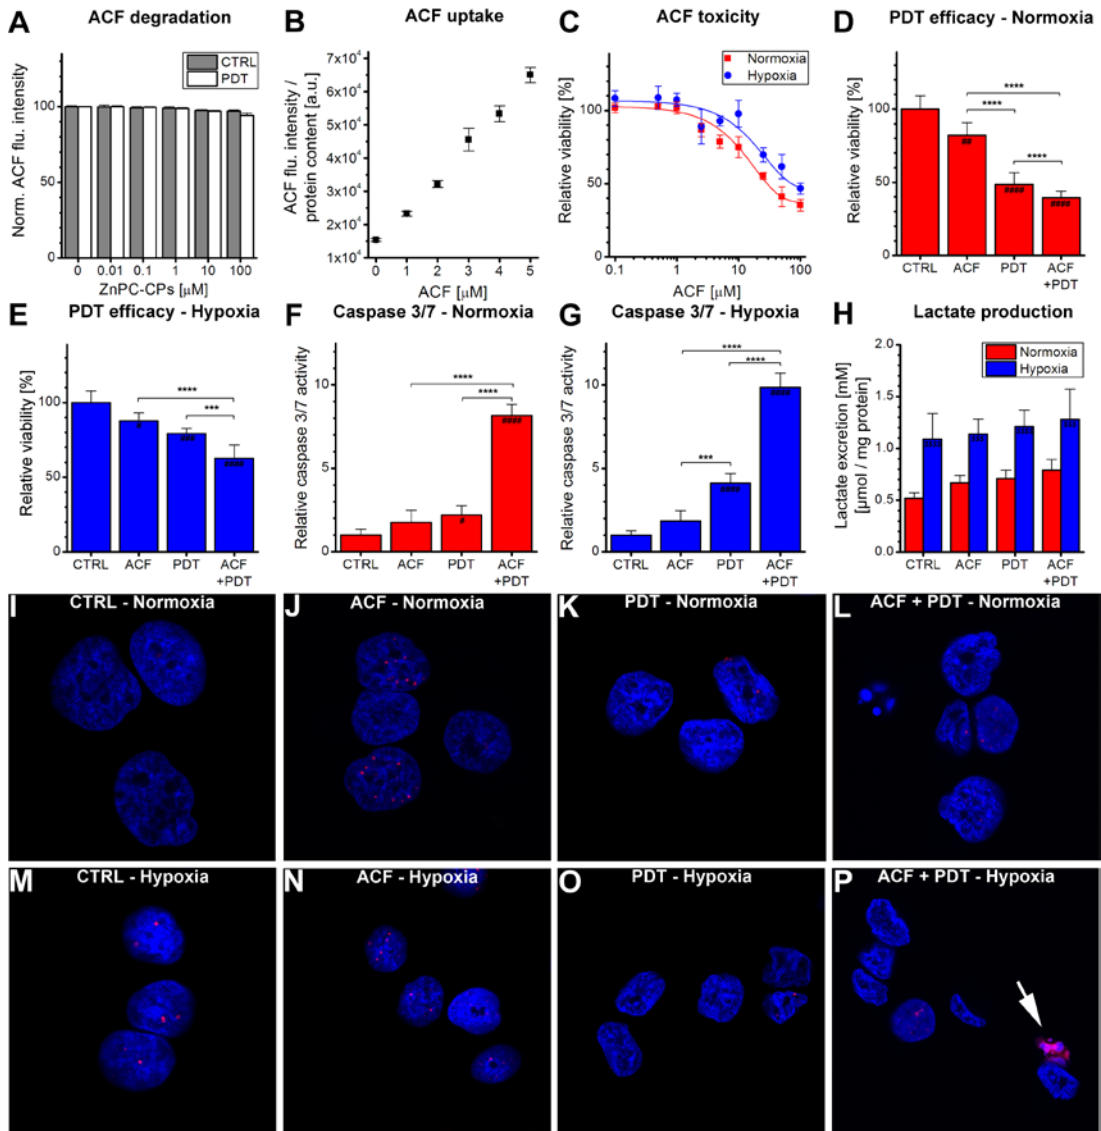 A ACF degradation
CTRL
PDT
Norm. ACF flu. intensity
100
50
0
0 0.01 0.1 1 10 100
ZnPC-CPs [μM]
B ACF uptake
ACF flu. intensity /
protein content [a.u.]
7x10⁴
6x10⁴
5x10⁴
4x10⁴
3x10⁴
2x10⁴
1x10⁴
0 1 2 3 4 5
ACF [μM]
C ACF toxicity
Normoxia
Hypoxia
Relative viability [%]
100
50
0
0.1 1 10 100
ACF [μM]
D PDT efficacy - Normoxia
Relative viability [%]
100
50
0
****
****
****
##
####
####
CTRL ACF PDT ACF
+PDT
E PDT efficacy - Hypoxia
Relative viability [%]
100
50
0
****
***
#
###
####
CTRL ACF PDT ACF
+PDT
F Caspase 3/7 - Normoxia
Relative caspase 3/7 activity
10
5
0
****
****
#
####
CTRL ACF PDT ACF
+PDT
G Caspase 3/7 - Hypoxia
Relative caspase 3/7 activity
10
5
0
****
****
***
####
####
CTRL ACF PDT ACF
+PDT
H Lactate production
Normoxia
Hypoxia
Lactate excretion [mM]
[μmol / mg protein]
2.0
1.5
1.0
0.5
0.0
CTRL ACF PDT ACF
+PDT
I CTRL - Normoxia
J ACF - Normoxia
K PDT - Normoxia
L ACF + PDT - Normoxia
M CTRL - Hypoxia
N ACF - Hypoxia
O PDT - Hypoxia
P ACF + PDT - Hypoxia